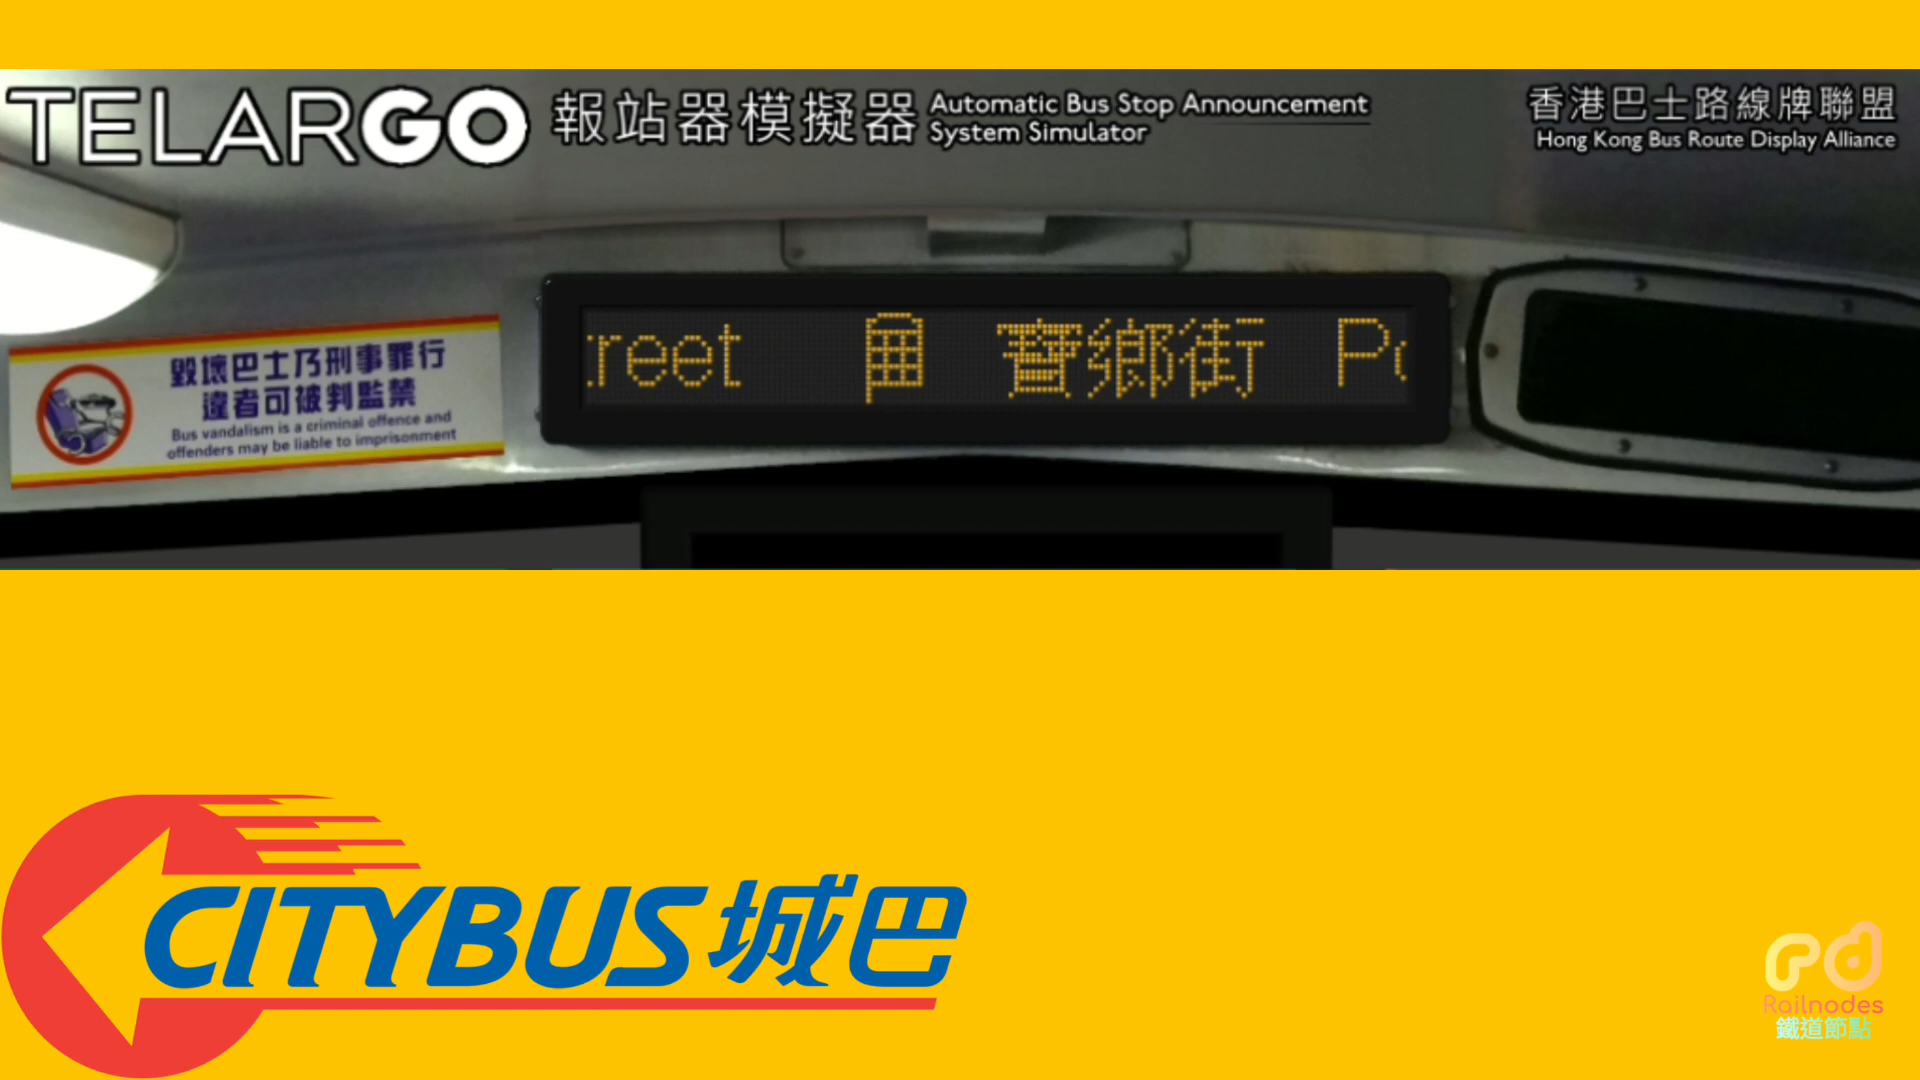 TELARGO 報站器模擬器 Automatic Bus Stop Announcement
System Simulator
香港巴士路線牌聯盟
Hong Kong Bus Route Display Alliance
reet 寶鄉街 Po
毀壞巴士乃刑事罪行
違者可被判監禁
Bus vandalism is a criminal offence and
offenders may be liable to imprisonment
CITYBUS城巴
rd
Railnodes
鐵道節點